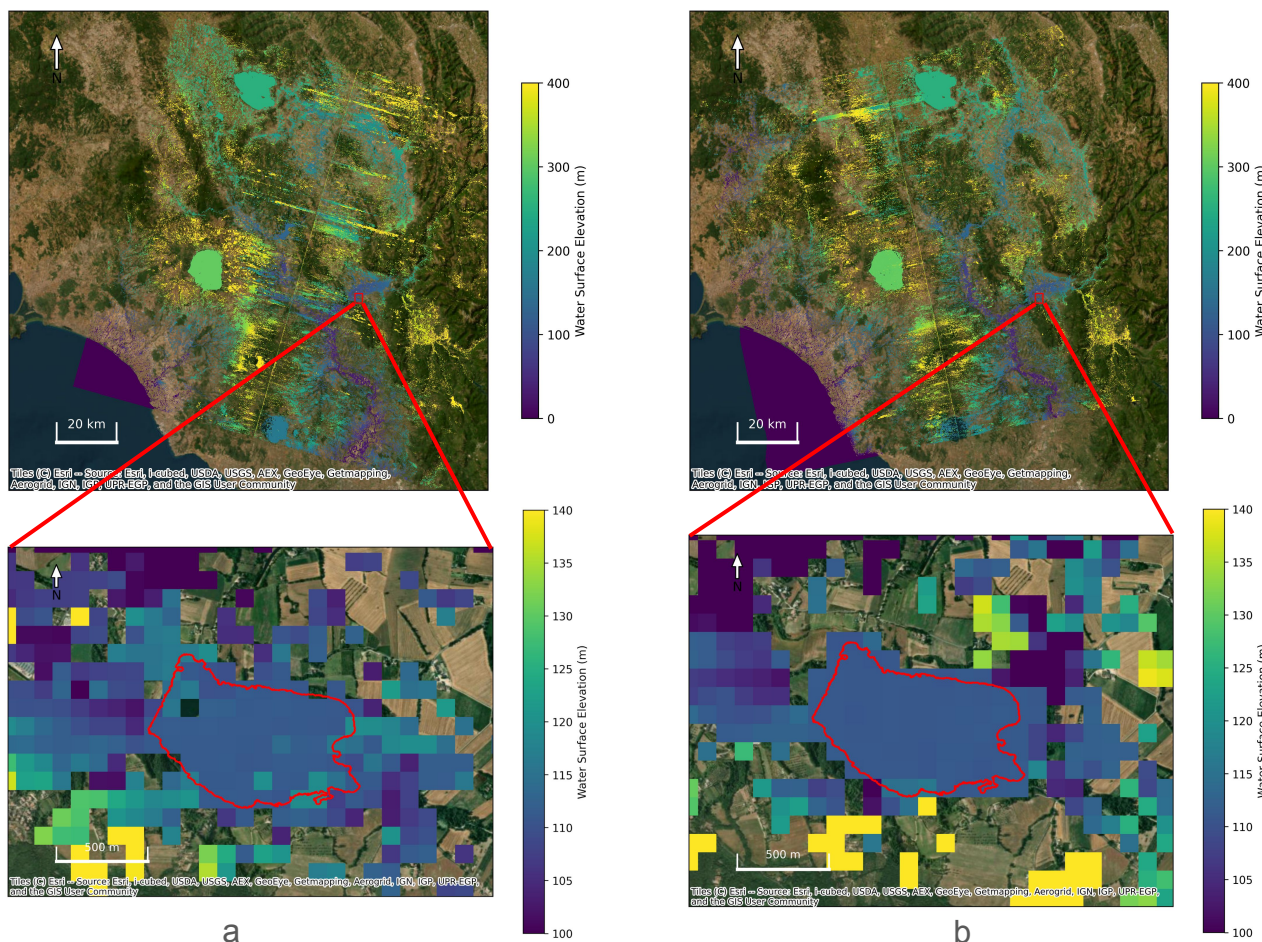 N
20 km
Tiles (C) Esri -- Source: Esri, i-cubed, USDA, USGS, AEX, GeoEye, Getmapping,
Aerogrid, IGN, IGP, UPR-EGP, and the GIS User Community
400
300
200
100
0
Water Surface Elevation (m)
N
20 km
Tiles (C) Esri -- Source: Esri, i-cubed, USDA, USGS, AEX, GeoEye, Getmapping,
Aerogrid, IGN, IGP, UPR-EGP, and the GIS User Community
400
300
200
100
0
Water Surface Elevation (m)
N
500 m
Tiles (C) Esri -- Source: Esri, i-cubed, USDA, USGS, AEX, GeoEye, Getmapping, Aerogrid, IGN, IGP, UPR-EGP,
and the GIS User Community
140
135
130
125
120
115
110
105
100
Water Surface Elevation (m)
N
500 m
Tiles (C) Esri -- Source: Esri, i-cubed, USDA, USGS, AEX, GeoEye, Getmapping, Aerogrid, IGN, IGP, UPR-EGP,
and the GIS User Community
140
135
130
125
120
115
110
105
100
Water Surface Elevation (m)
a
b